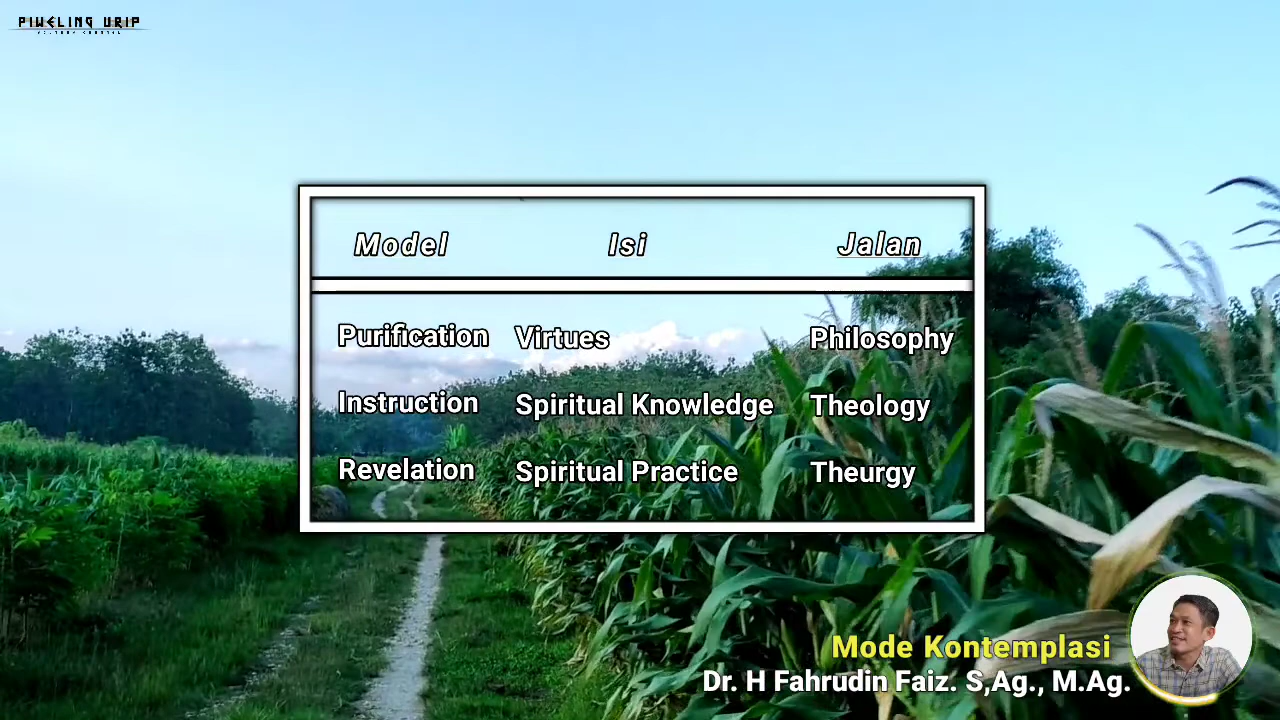 PIWELING URIP
Model Isi Jalan
Purification Virtues Philosophy
Instruction Spiritual Knowledge Theology
Revelation Spiritual Practice Theurgy
Mode Kontemplasi
Dr. H Fahrudin Faiz. S,Ag., M.Ag.